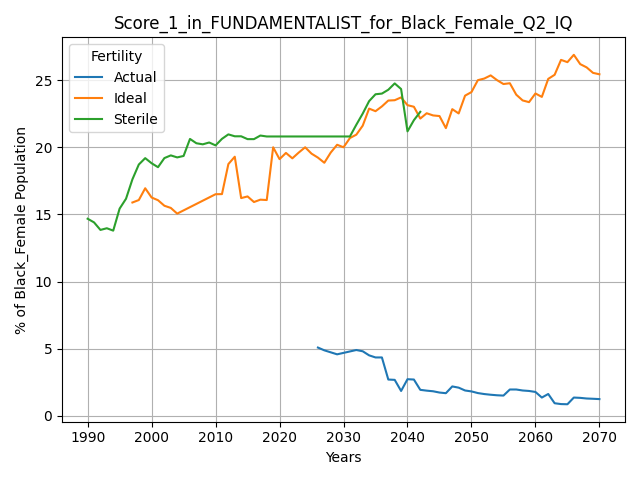 Score_1_in_FUNDAMENTALIST_for_Black_Female_Q2_IQ
Fertility
Actual
Ideal
Sterile
% of Black_Female Population
25
20
15
10
5
0
1990 2000 2010 2020 2030 2040 2050 2060 2070
Years